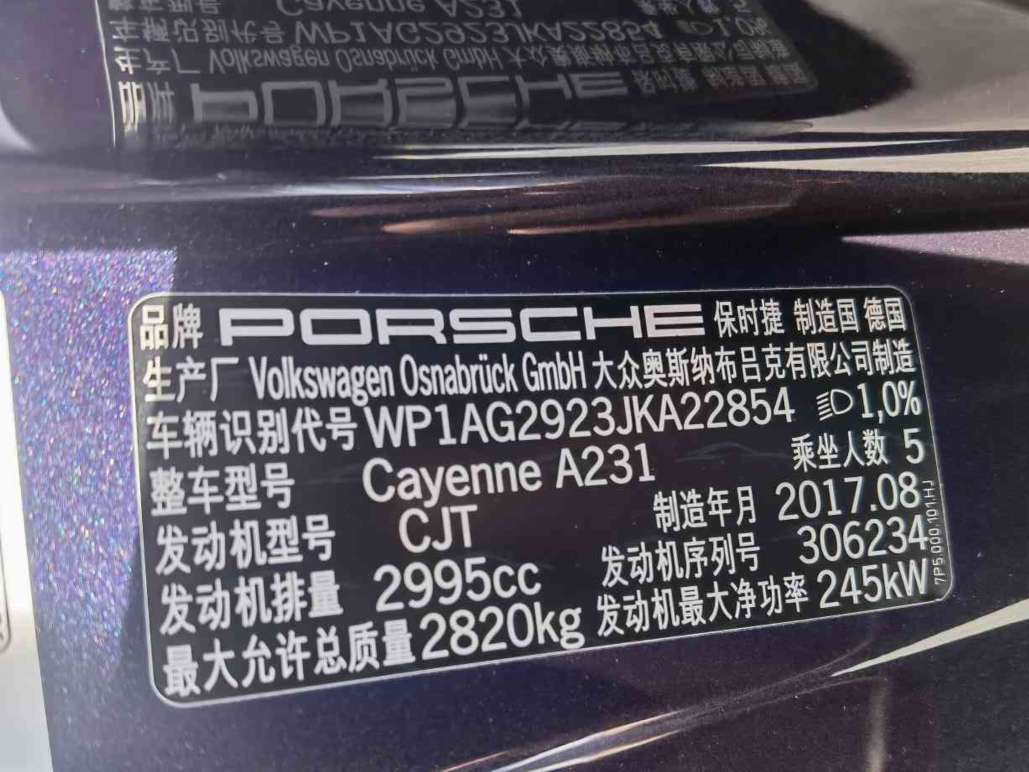 品牌 PORSCHE 保时捷 制造国 德国
生产厂 Volkswagen Osnabrück GmbH 大众奥斯纳布吕克有限公司制造
车辆识别代号 WP1AG2923JKA22854 1,0%
整车型号 Cayenne A231 乘坐人数 5
发动机型号 CJT 制造年月 2017.08
发动机排量 2995cc 发动机序列号 306234
最大允许总质量 2820kg 发动机最大净功率 245kW
7P5.000.101.HJ